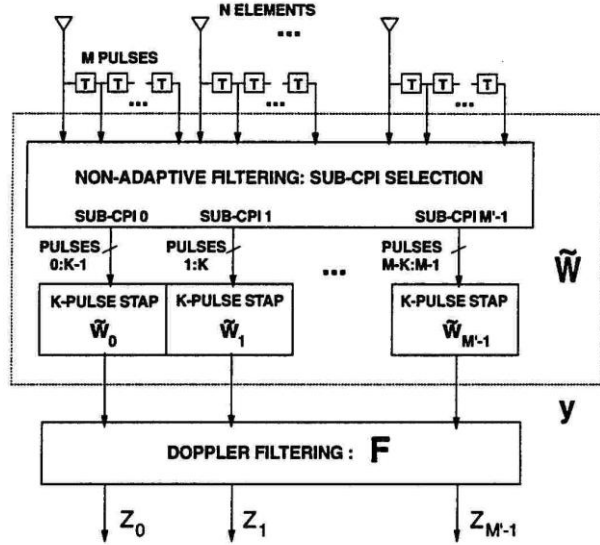 N ELEMENTS
...
M PULSES
T T T T T T T T T
... ... ...
NON-ADAPTIVE FILTERING: SUB-CPI SELECTION
SUB-CPI 0 SUB-CPI 1 SUB-CPI M'-1
PULSES 0:K-1 PULSES 1:K PULSES M-K:M-1
... W̃
K-PULSE STAP K-PULSE STAP K-PULSE STAP
W̃₀ W̃₁ W̃M'-1
y
DOPPLER FILTERING : F
Z₀ Z₁ ZM'-1